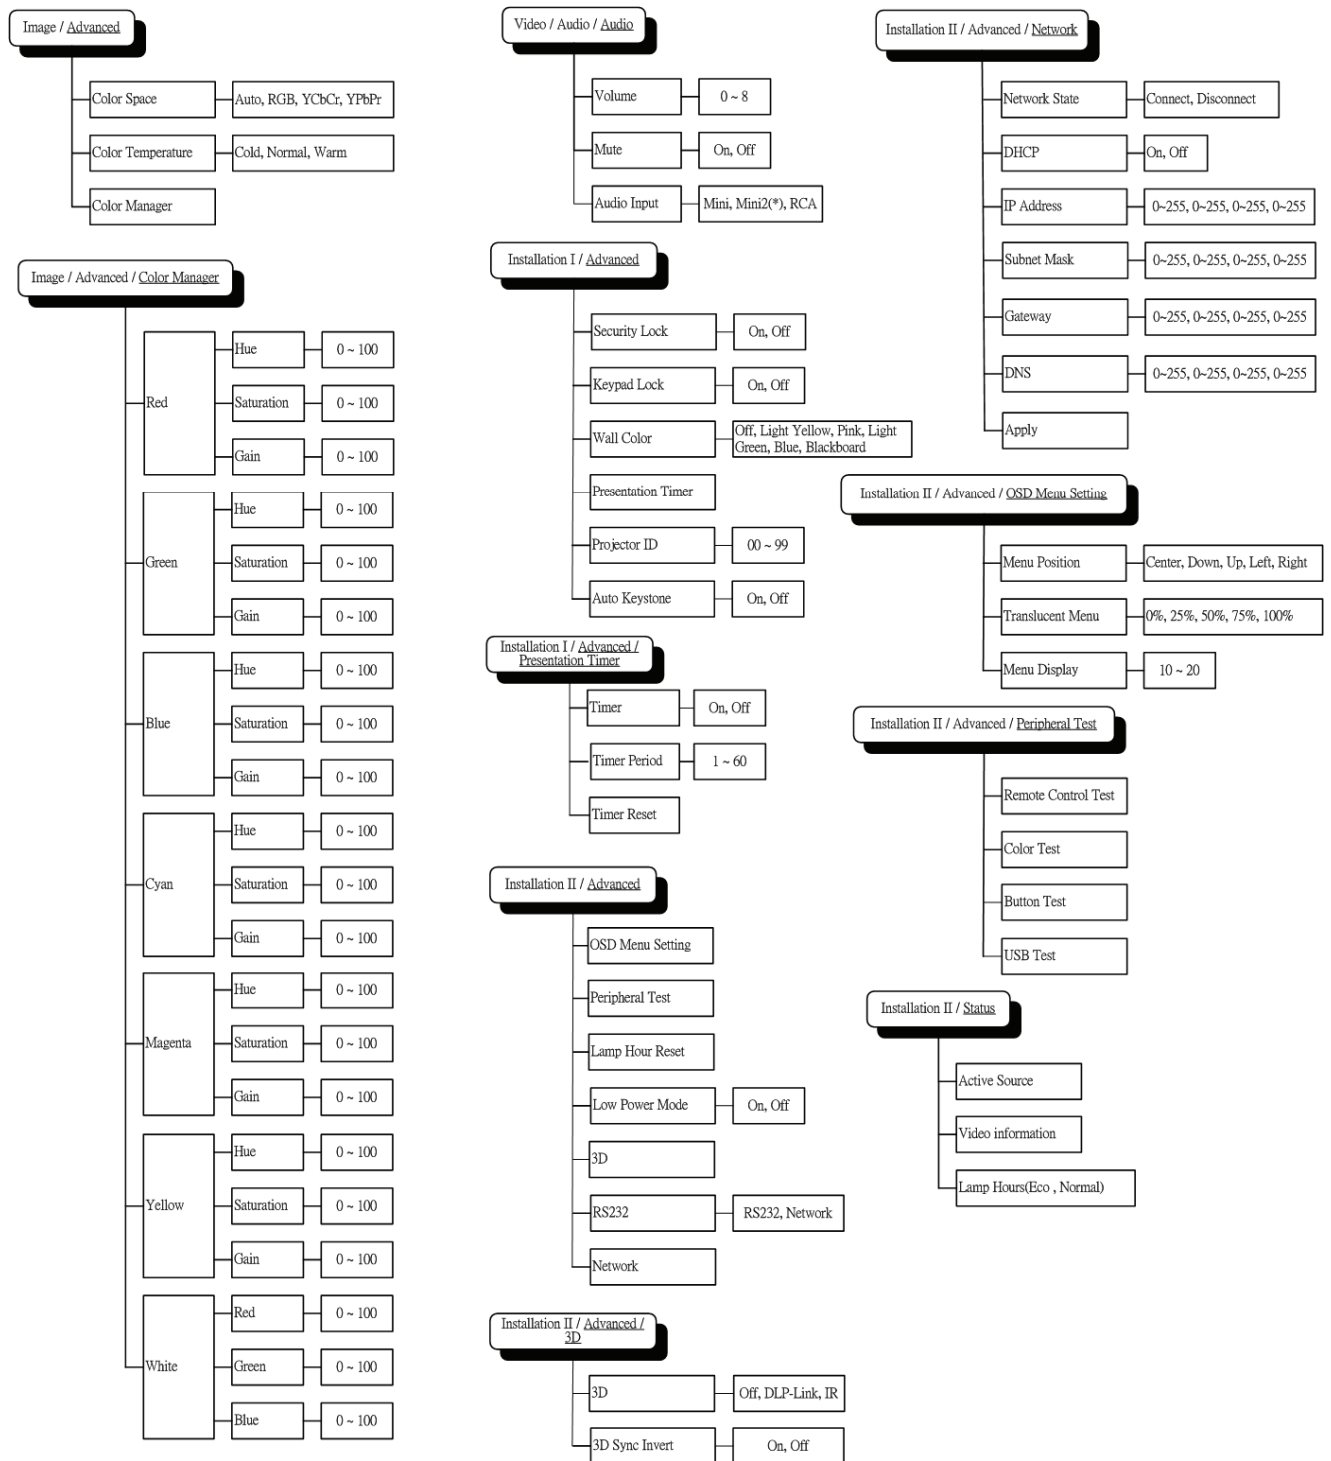 Image / Advanced
Color Space
Auto, RGB, YCbCr, YPbPr
Color Temperature
Cold, Normal, Warm
Color Manager
Image / Advanced / Color Manager
Red
Hue
0 ~ 100
Saturation
0 ~ 100
Gain
0 ~ 100
Green
Hue
0 ~ 100
Saturation
0 ~ 100
Gain
0 ~ 100
Blue
Hue
0 ~ 100
Saturation
0 ~ 100
Gain
0 ~ 100
Cyan
Hue
0 ~ 100
Saturation
0 ~ 100
Gain
0 ~ 100
Magenta
Hue
0 ~ 100
Saturation
0 ~ 100
Gain
0 ~ 100
Yellow
Hue
0 ~ 100
Saturation
0 ~ 100
Gain
0 ~ 100
White
Red
0 ~ 100
Green
0 ~ 100
Blue
0 ~ 100
Video / Audio / Audio
Volume
0 ~ 8
Mute
On, Off
Audio Input
Mini, Mini2(*), RCA
Installation I / Advanced
Security Lock
On, Off
Keypad Lock
On, Off
Wall Color
Off, Light Yellow, Pink, Light
Green, Blue, Blackboard
Presentation Timer
Projector ID
00 ~ 99
Auto Keystone
On, Off
Installation I / Advanced /
Presentation Timer
Timer
On, Off
Timer Period
1 ~ 60
Timer Reset
Installation II / Advanced
OSD Menu Setting
Peripheral Test
Lamp Hour Reset
Low Power Mode
On, Off
3D
RS232
RS232, Network
Network
Installation II / Advanced /
3D
3D
Off, DLP-Link, IR
3D Sync Invert
On, Off
Installation II / Advanced / Network
Network State
Connect, Disconnect
DHCP
On, Off
IP Address
0~255, 0~255, 0~255, 0~255
Subnet Mask
0~255, 0~255, 0~255, 0~255
Gateway
0~255, 0~255, 0~255, 0~255
DNS
0~255, 0~255, 0~255, 0~255
Apply
Installation II / Advanced / OSD Menu Setting
Menu Position
Center, Down, Up, Left, Right
Translucent Menu
0%, 25%, 50%, 75%, 100%
Menu Display
10 ~ 20
Installation II / Advanced / Peripheral Test
Remote Control Test
Color Test
Button Test
USB Test
Installation II / Status
Active Source
Video information
Lamp Hours(Eco , Normal)